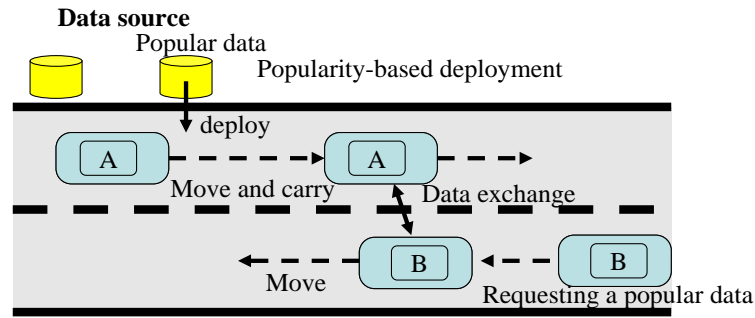 Data source
Popular data
Popularity-based deployment
deploy
A
A
Move and carry
Data exchange
B
B
Move
Requesting a popular data